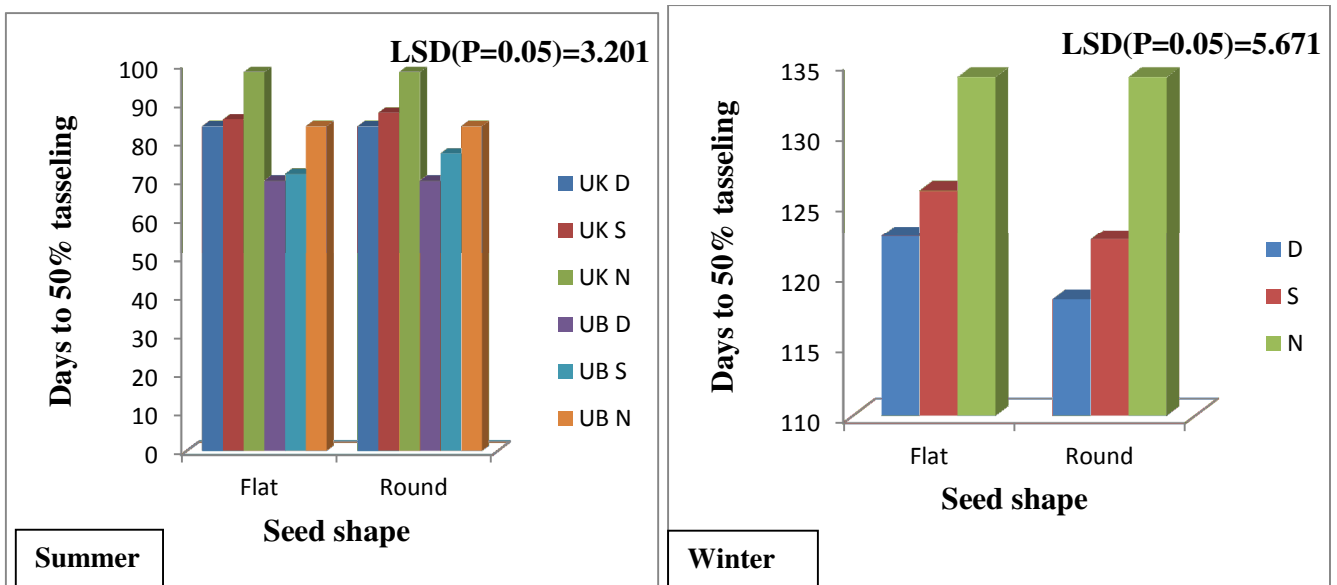 LSD(P=0.05)=3.201
Days to 50% tasseling
100
90
80
70
60
50
40
30
20
10
0
Flat
Round
Seed shape
UK D
UK S
UK N
UB D
UB S
UB N
Summer
LSD(P=0.05)=5.671
Days to 50% tasseling
135
130
125
120
115
110
Flat
Round
Seed shape
D
S
N
Winter